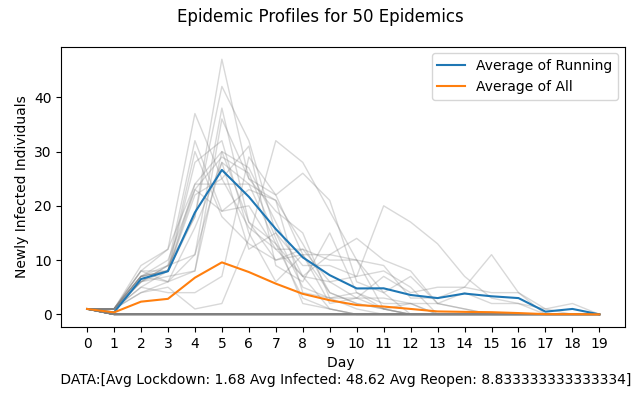 Epidemic Profiles for 50 Epidemics
Average of Running
Average of All
Newly Infected Individuals
40
30
20
10
0
0 1 2 3 4 5 6 7 8 9 10 11 12 13 14 15 16 17 18 19
Day
DATA:[Avg Lockdown: 1.68 Avg Infected: 48.62 Avg Reopen: 8.833333333333334]